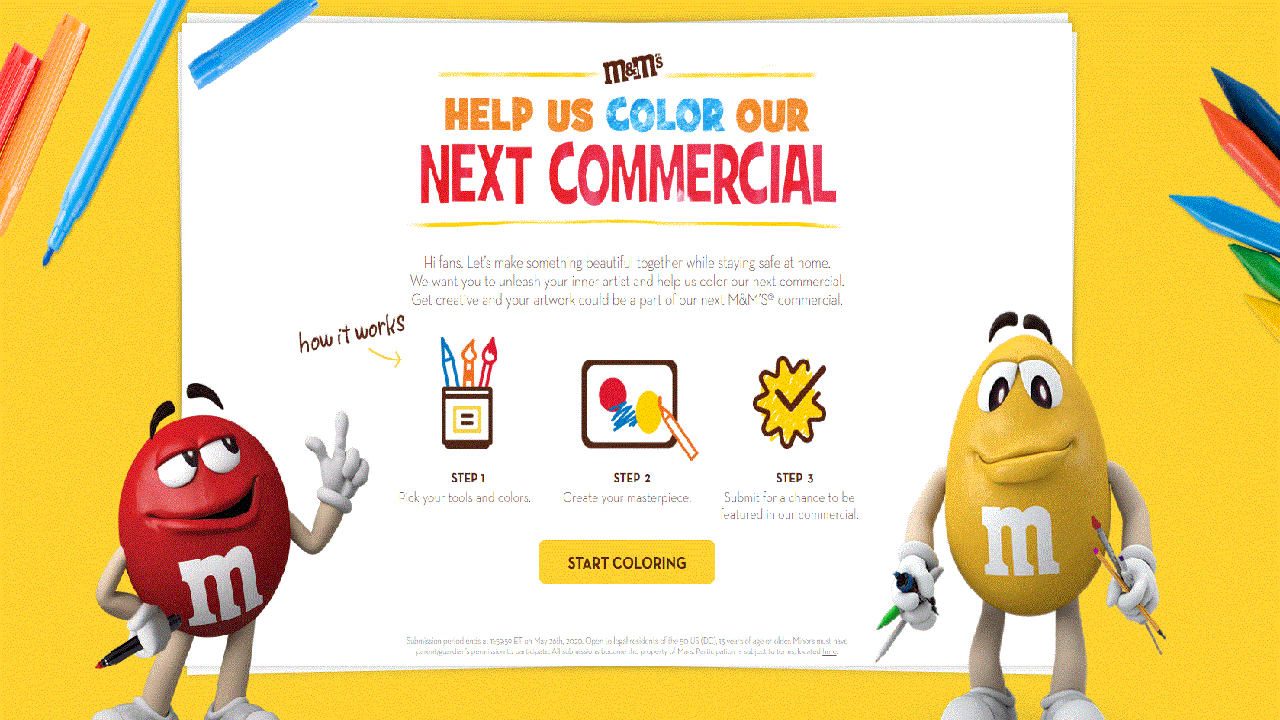 m&m's
HELP US COLOR OUR
NEXT COMMERCIAL
Hi fans. Let's make something beautiful together while staying safe at home.
We want you to unleash your inner artist and help us color our next commercial.
Get creative and your artwork could be a part of our next M&M'S® commercial.
how it works
STEP 1
Pick your tools and colors.
STEP 2
Create your masterpiece.
STEP 3
Submit for a chance to be
featured in our commercial.
START COLORING
Submission period ends at 11:59:59 ET on May 26th, 2020. Open to legal residents of the 50 US (DC), 13 years of age or older. Minors must have
parent/guardian's permission to participate. All submissions become the property of Mars. Participation is subject to terms, located here.
m
m